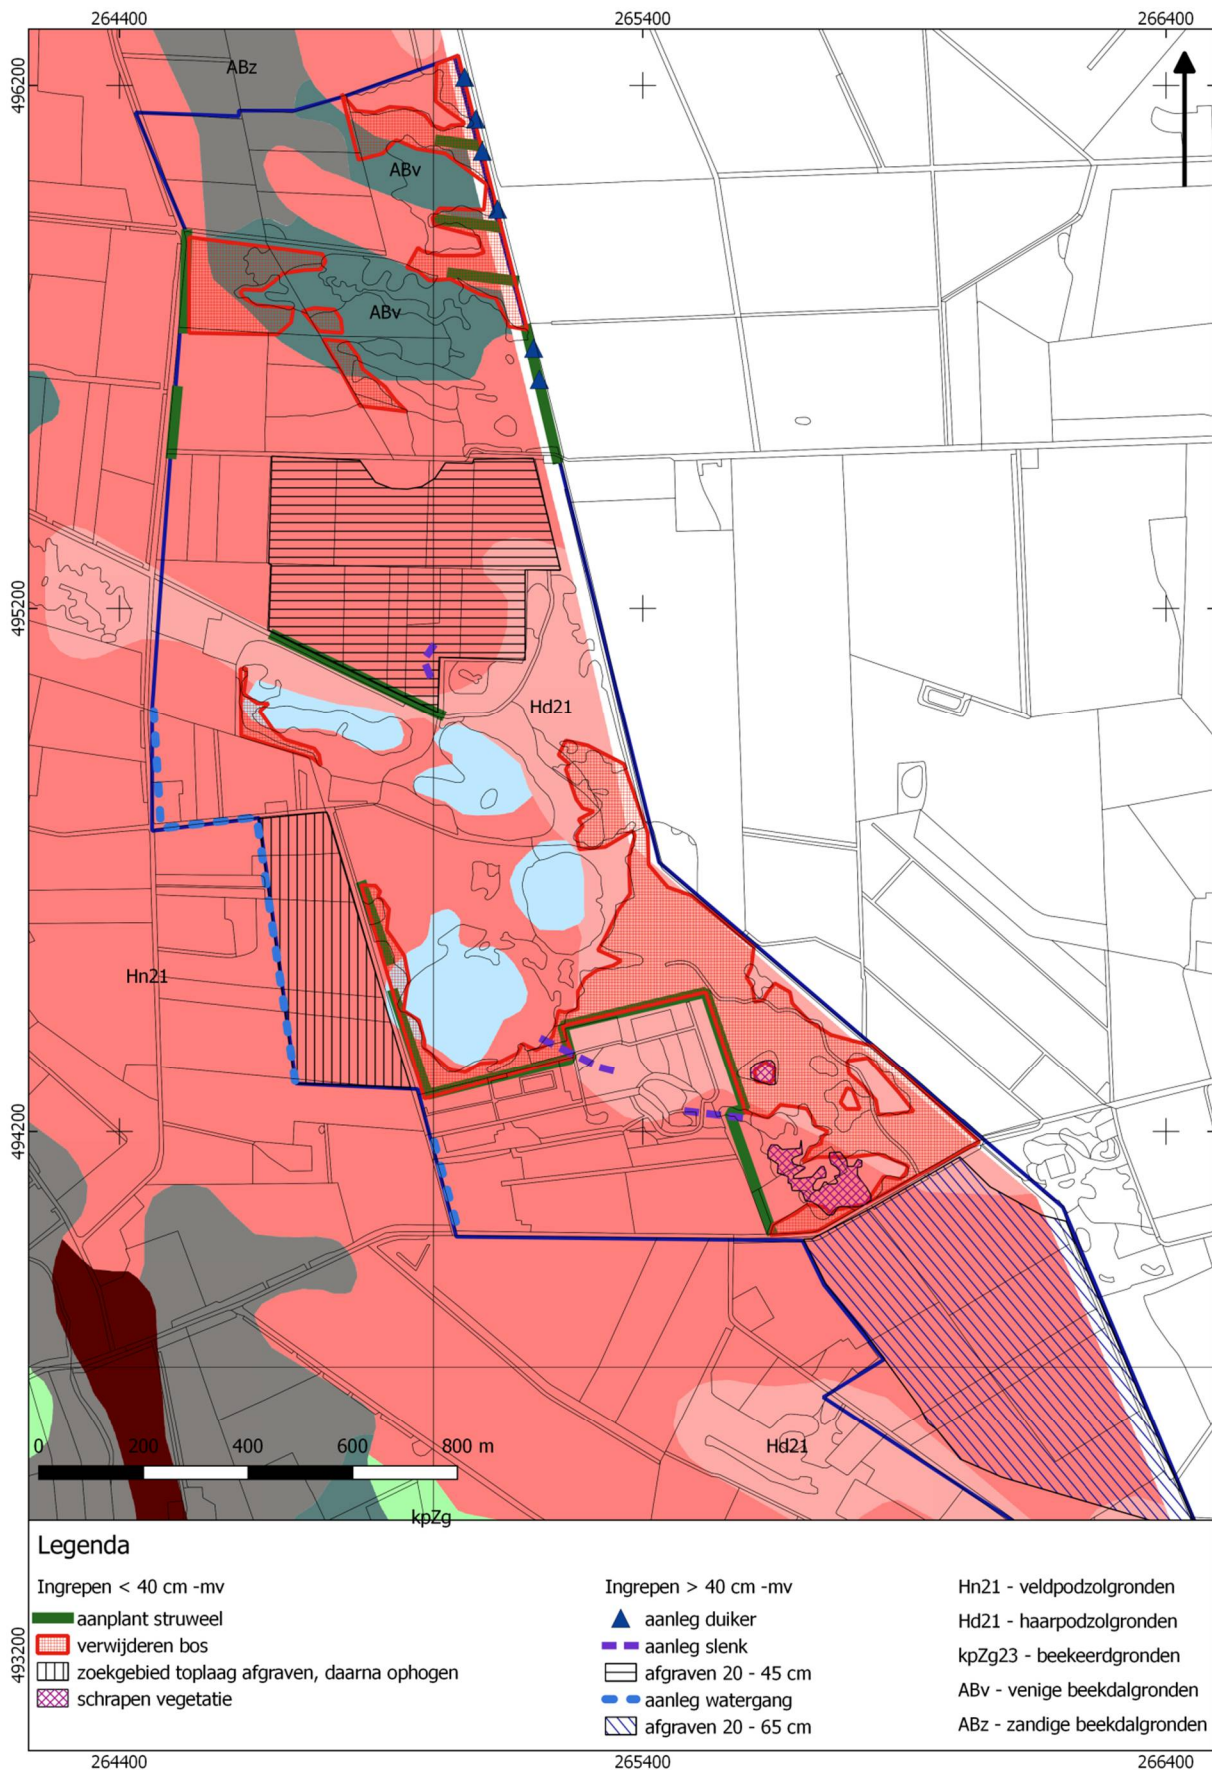 264400 265400 266400
496200
ABz
ABv
ABv
495200
Hd21
Hn21
494200
0 200 400 600 800 m
Hd21
kpZg
Legenda
Ingrepen < 40 cm -mv
aanplant struweel
verwijderen bos
zoekgebied toplaag afgraven, daarna ophogen
schrapen vegetatie
Ingrepen > 40 cm -mv
aanleg duiker
aanleg slenk
afgraven 20 - 45 cm
aanleg watergang
afgraven 20 - 65 cm
Hn21 - veldpodzolgronden
Hd21 - haarpodzolgronden
kpZg23 - beekeerdgronden
ABv - venige beekdalgronden
ABz - zandige beekdalgronden
493200
264400 265400 266400